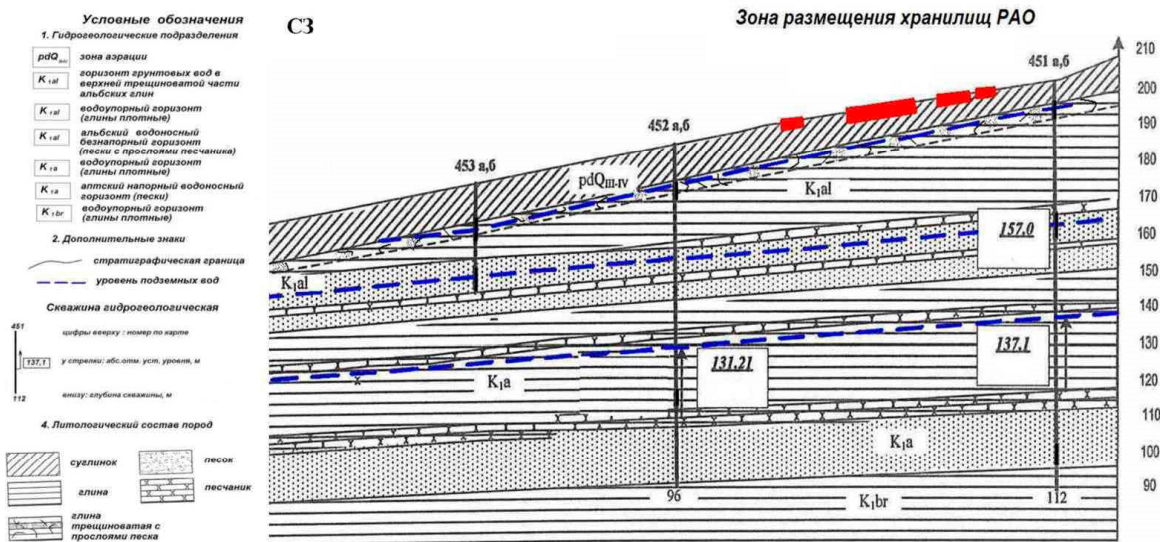 Условные обозначения
1. Гидрогеологические подразделения
pdQIII-IV зона аэрации
K1al горизонт грунтовых вод в
верхней трещиноватой части
альбских глин
K1al водоупорный горизонт
(глины плотные)
K1al альбский водоносный
безнапорный горизонт
(пески с прослоями песчаника)
K1a водоупорный горизонт
(глины плотные)
K1a аптский напорный водоносный
горизонт (пески)
K1br водоупорный горизонт
(глины плотные)
2. Дополнительные знаки
стратиграфическая граница
уровень подземных вод
Скважина гидрогеологическая
451
цифры вверху : номер по карте
137,1
у стрелки: абс.отм. уст. уровня, м
внизу: глубина скважины, м
112
4. Литологический состав пород
суглинок
песок
глина
песчаник
глина
трещиноватая с
прослоями песка
СЗ
Зона размещения хранилищ РАО
453 а,б
452 а,б
451 а,б
210
200
190
180
170
160
150
140
130
120
110
100
90
pdQIII-IV
K1al
157.0
K1al
131.21
137.1
K1a
K1a
96
K1br
112